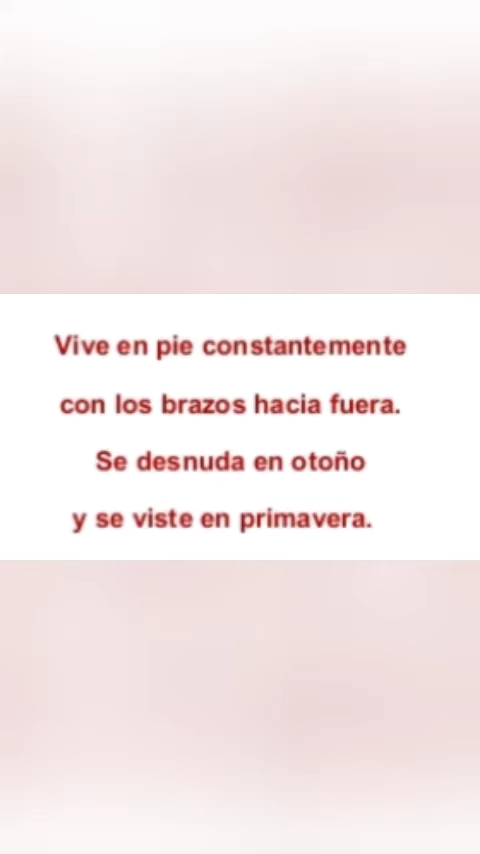 Vive en pie constantemente
con los brazos hacia fuera.
Se desnuda en otoño
y se viste en primavera.